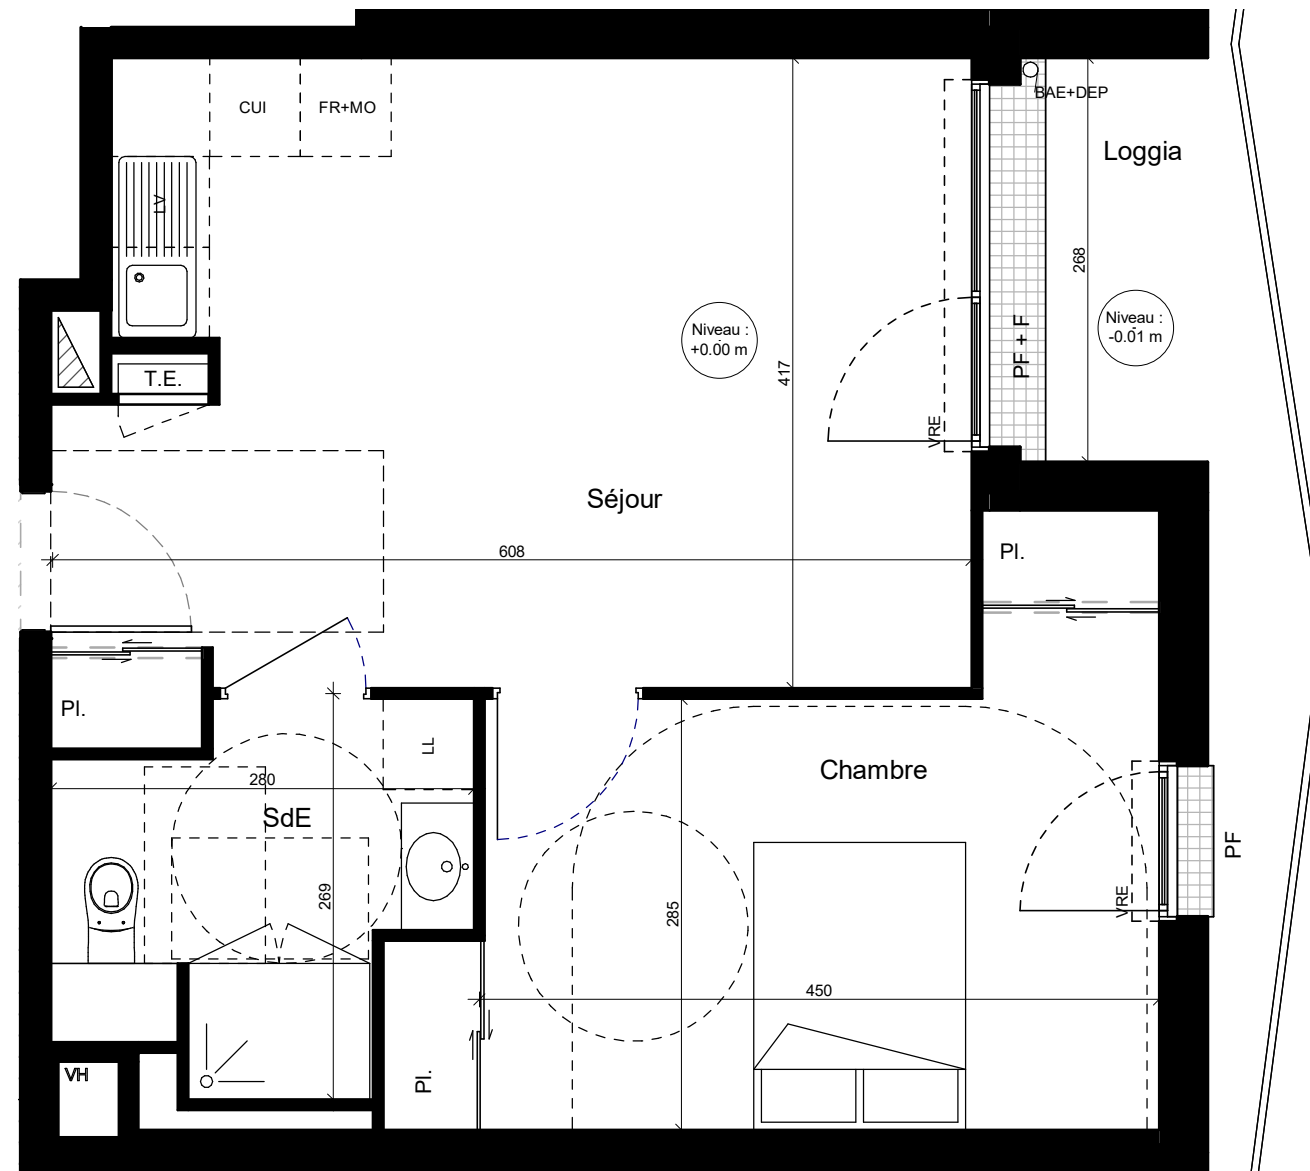 CUI
FR+MO
BAE+DEP
Loggia
LV
268
Niveau :
-0.01 m
Niveau :
+0.00 m
PF + F
T.E.
417
VRE
Séjour
608
Pl.
Pl.
LL
280
Chambre
SdE
PF
269
285
VRE
450
VH
Pl.